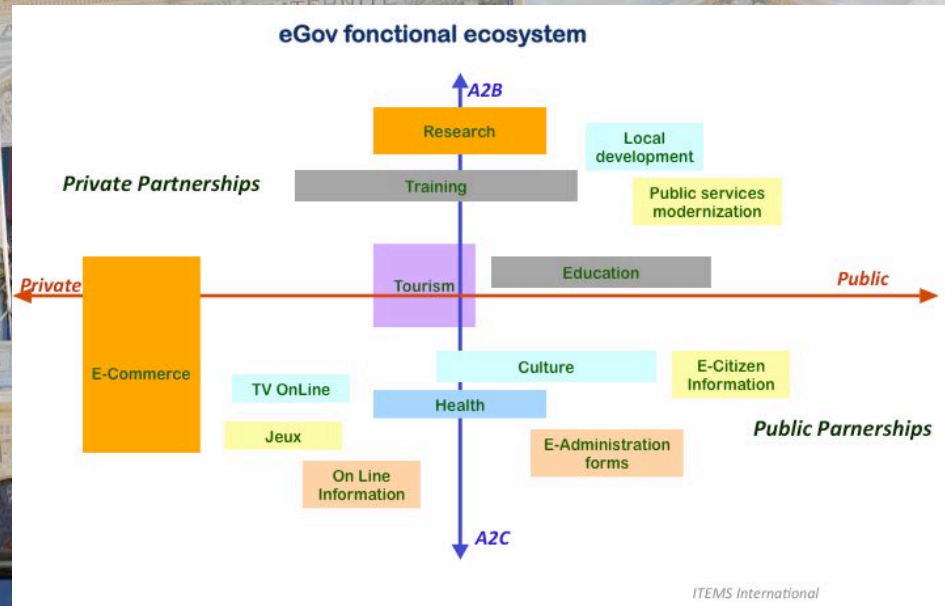 eGov fonctional ecosystem
A2B
Research
Local
development
Private Partnerships
Training
Public services
modernization
Education
Private
Tourism
Public
E-Commerce
Culture
E-Citizen
Information
TV OnLine
Health
Jeux
Public Parnerships
E-Administration
forms
On Line
Information
A2C
ITEMS International